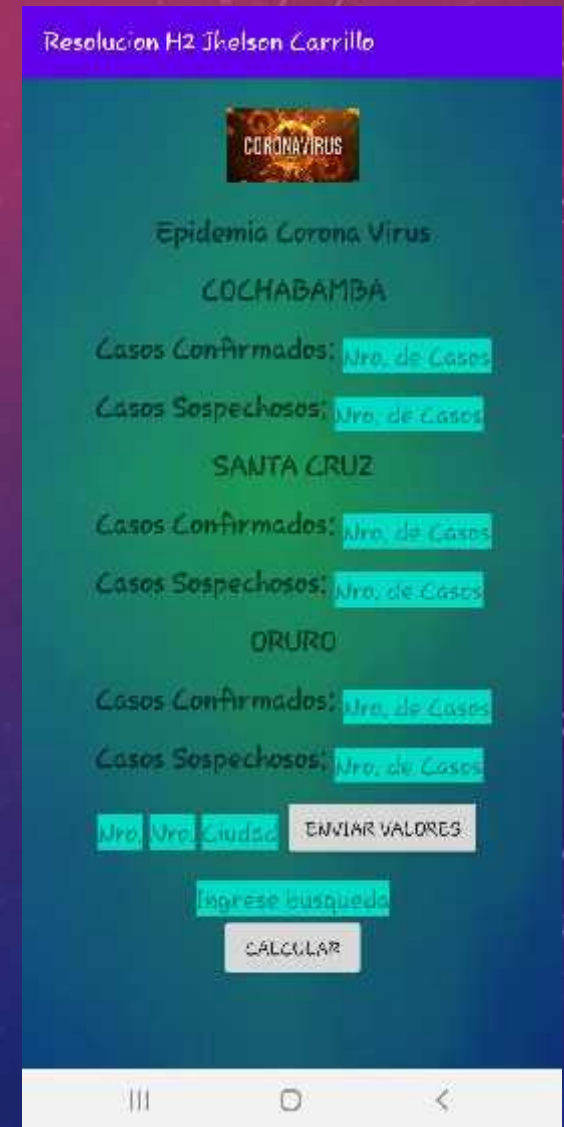 Resolucion H2 Jhelson Carrillo
CORONAVIRUS
Epidemia Corona Virus
COCHABAMBA
Casos Confirmados: Nro. de Casos
Casos Sospechosos: Nro. de Casos
SANTA CRUZ
Casos Confirmados: Nro. de Casos
Casos Sospechosos: Nro. de Casos
ORURO
Casos Confirmados: Nro. de Casos
Casos Sospechosos: Nro. de Casos
Nro. Nro. Ciudad ENVIAR VALORES
Ingrese busqueda
CALCULAR